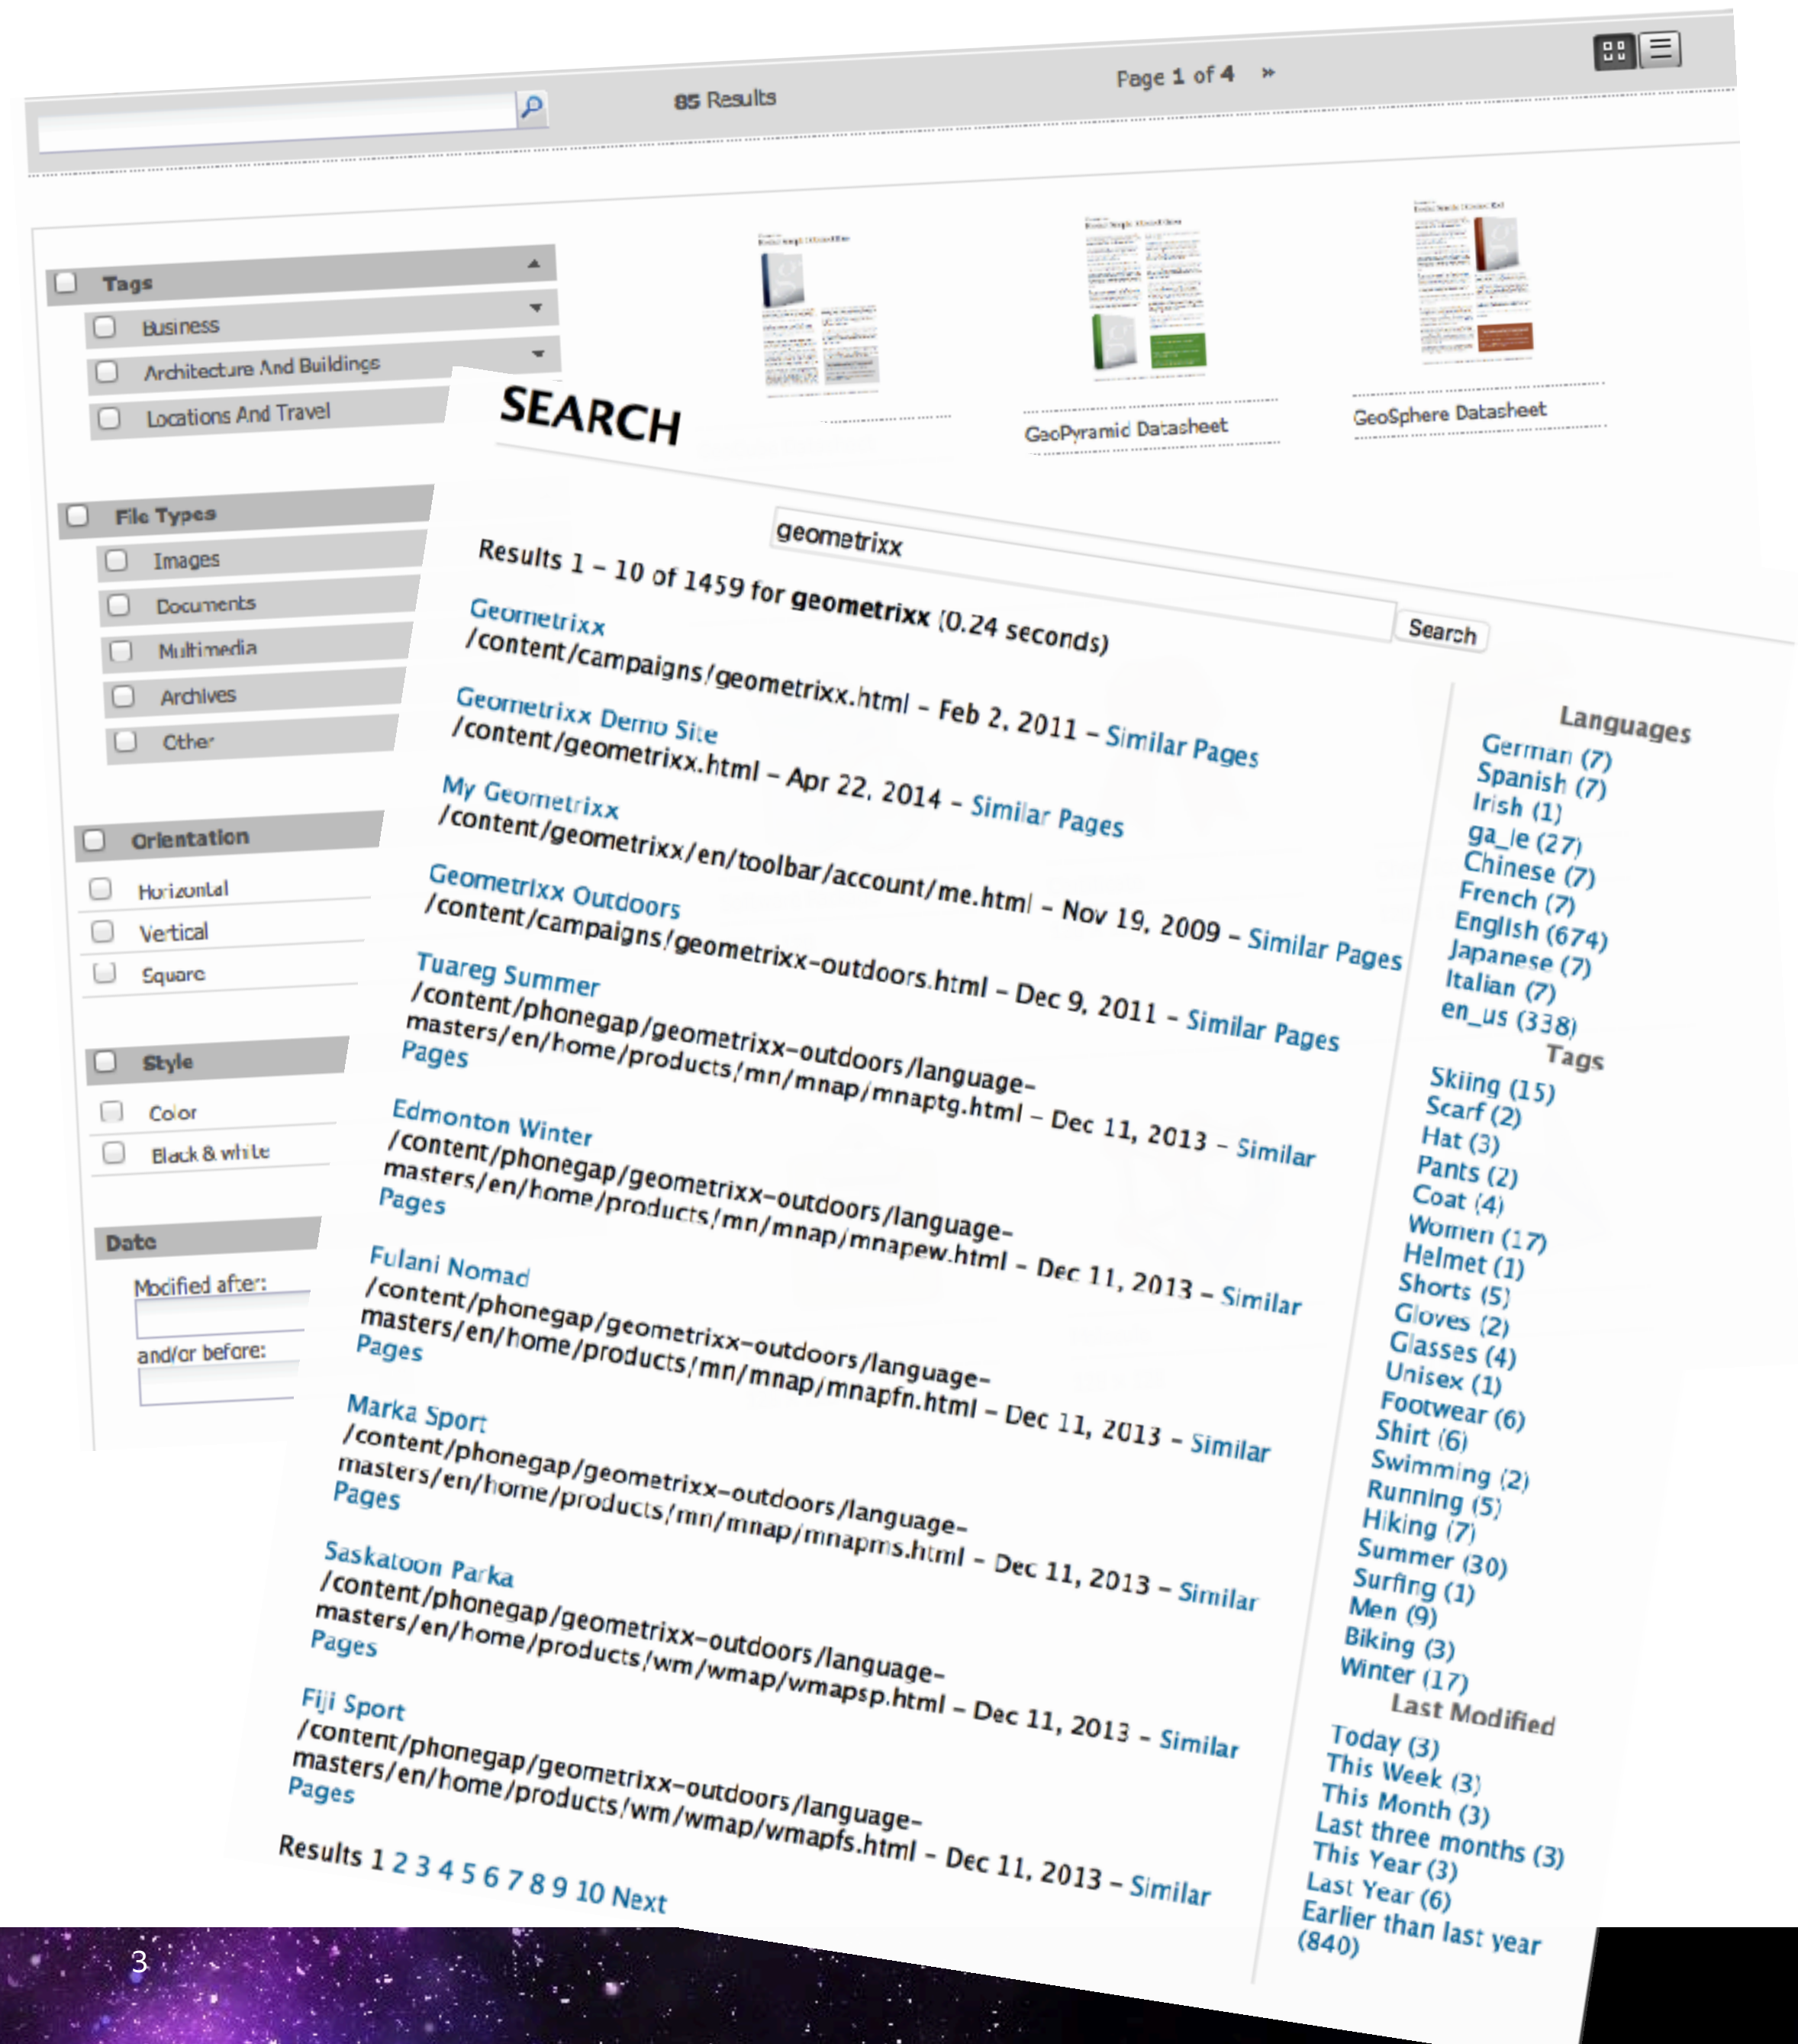 85 Results
Page 1 of 4 »
Tags
Business
Architecture And Buildings
Locations And Travel
File Types
Images
Documents
Multimedia
Archives
Other
Orientation
Horizontal
Vertical
Square
Style
Color
Black & white
Date
Modified after:
and/or before:
GeoPyramid Datasheet
GeoSphere Datasheet
SEARCH
geometrixx
Search
Results 1 – 10 of 1459 for geometrixx (0.24 seconds)
Geometrixx
/content/campaigns/geometrixx.html – Feb 2, 2011 – Similar Pages
Geometrixx Demo Site
/content/geometrixx.html – Apr 22, 2014 – Similar Pages
My Geometrixx
/content/geometrixx/en/toolbar/account/me.html – Nov 19, 2009 – Similar Pages
Geometrixx Outdoors
/content/campaigns/geometrixx-outdoors.html – Dec 9, 2011 – Similar Pages
Tuareg Summer
/content/phonegap/geometrixx-outdoors/language-
masters/en/home/products/mn/mnap/mnaptg.html – Dec 11, 2013 – Similar
Pages
Edmonton Winter
/content/phonegap/geometrixx-outdoors/language-
masters/en/home/products/mn/mnap/mnapew.html – Dec 11, 2013 – Similar
Pages
Fulani Nomad
/content/phonegap/geometrixx-outdoors/language-
masters/en/home/products/mn/mnap/mnapfn.html – Dec 11, 2013 – Similar
Pages
Marka Sport
/content/phonegap/geometrixx-outdoors/language-
masters/en/home/products/mn/mnap/mnapms.html – Dec 11, 2013 – Similar
Pages
Saskatoon Parka
/content/phonegap/geometrixx-outdoors/language-
masters/en/home/products/wm/wmap/wmapsp.html – Dec 11, 2013 – Similar
Pages
Fiji Sport
/content/phonegap/geometrixx-outdoors/language-
masters/en/home/products/wm/wmap/wmapfs.html – Dec 11, 2013 – Similar
Pages
Results 1 2 3 4 5 6 7 8 9 10 Next
Languages
German (7)
Spanish (7)
Irish (1)
ga_ie (27)
Chinese (7)
French (7)
English (674)
Japanese (7)
Italian (7)
en_us (338)
Tags
Skiing (15)
Scarf (2)
Hat (3)
Pants (2)
Coat (4)
Women (17)
Helmet (1)
Shorts (5)
Gloves (2)
Glasses (4)
Unisex (1)
Footwear (6)
Shirt (6)
Swimming (2)
Running (5)
Hiking (7)
Summer (30)
Surfing (1)
Men (9)
Biking (3)
Winter (17)
Last Modified
Today (3)
This Week (3)
This Month (3)
Last three months (3)
This Year (3)
Last Year (6)
Earlier than last year
(840)
3